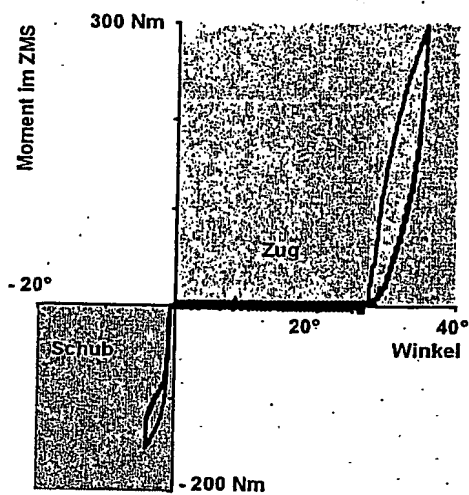 300 Nm
Moment im ZMS
Zug
- 20°
20°
40°
Winkel
Schub
- 200 Nm